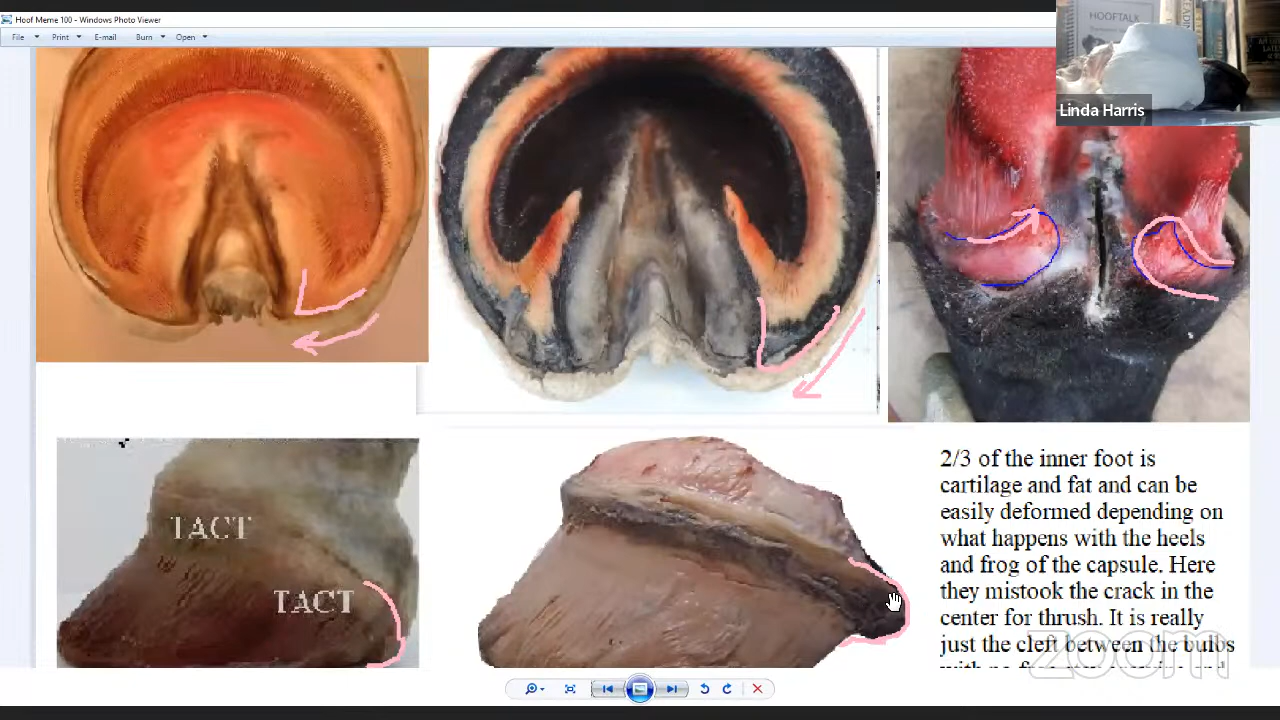 Hoof Meme 100 - Windows Photo Viewer
File Print E-mail Burn Open
HOOFTALK
Linda Harris
TACT
TACT
2/3 of the inner foot is
cartilage and fat and can be
easily deformed depending on
what happens with the heels
and frog of the capsule. Here
they mistook the crack in the
center for thrush. It is really
just the cleft between the bulbs
zoom